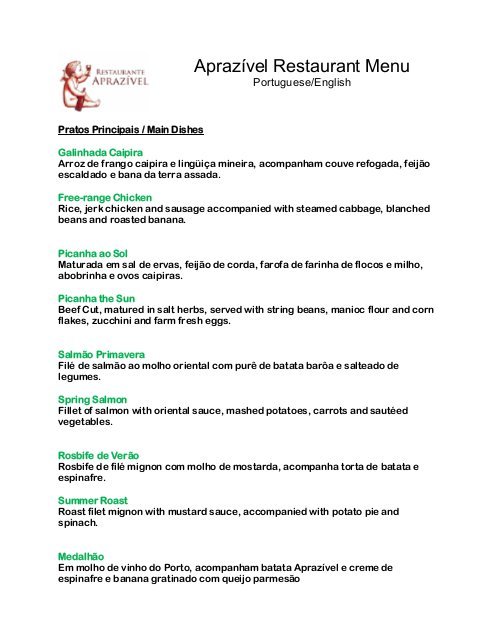 RESTAURANTE
APRAZÍVEL
Aprazível Restaurant Menu
Portuguese/English
Pratos Principais / Main Dishes
Galinhada Caipira
Arroz de frango caipira e lingüiça mineira, acompanham couve refogada, feijão
escaldado e bana da terra assada.
Free-range Chicken
Rice, jerk chicken and sausage accompanied with steamed cabbage, blanched
beans and roasted banana.
Picanha ao Sol
Maturada em sal de ervas, feijão de corda, farofa de farinha de flocos e milho,
abobrinha e ovos caipiras.
Picanha the Sun
Beef Cut, matured in salt herbs, served with string beans, manioc flour and corn
flakes, zucchini and farm fresh eggs.
Salmão Primavera
Filé de salmão ao molho oriental com purê de batata barôa e salteado de
legumes.
Spring Salmon
Fillet of salmon with oriental sauce, mashed potatoes, carrots and sautéed
vegetables.
Rosbife de Verão
Rosbife de filé mignon com molho de mostarda, acompanha torta de batata e
espinafre.
Summer Roast
Roast filet mignon with mustard sauce, accompanied with potato pie and
spinach.
Medalhão
Em molho de vinho do Porto, acompanham batata Aprazível e creme de
espinafre e banana gratinado com queijo parmesão